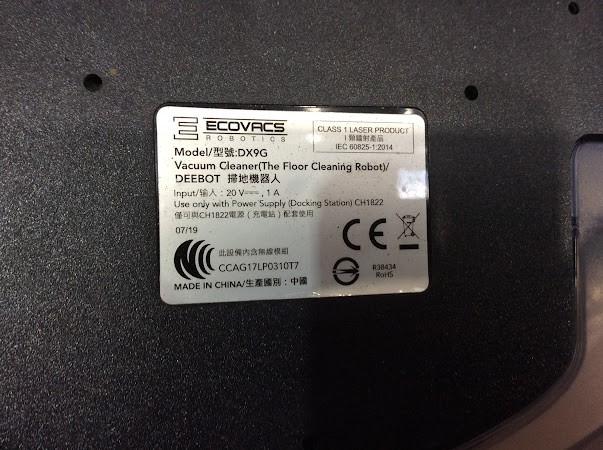 ECOVACS
ROBOTICS
CLASS 1 LASER PRODUCT
I 類鐳射產品
IEC 60825-1:2014
Model/型號:DX9G
Vacuum Cleaner(The Floor Cleaning Robot)/
DEEBOT 掃地機器人
Input/输入：20 V⎓, 1 A
Use only with Power Supply (Docking Station) CH1822
僅可與CH1822電源（充電站）配套使用
07/19
此設備内含無線模組
CCAG17LP0310T7
CE
R38434
RoHS
MADE IN CHINA/生產國別：中國